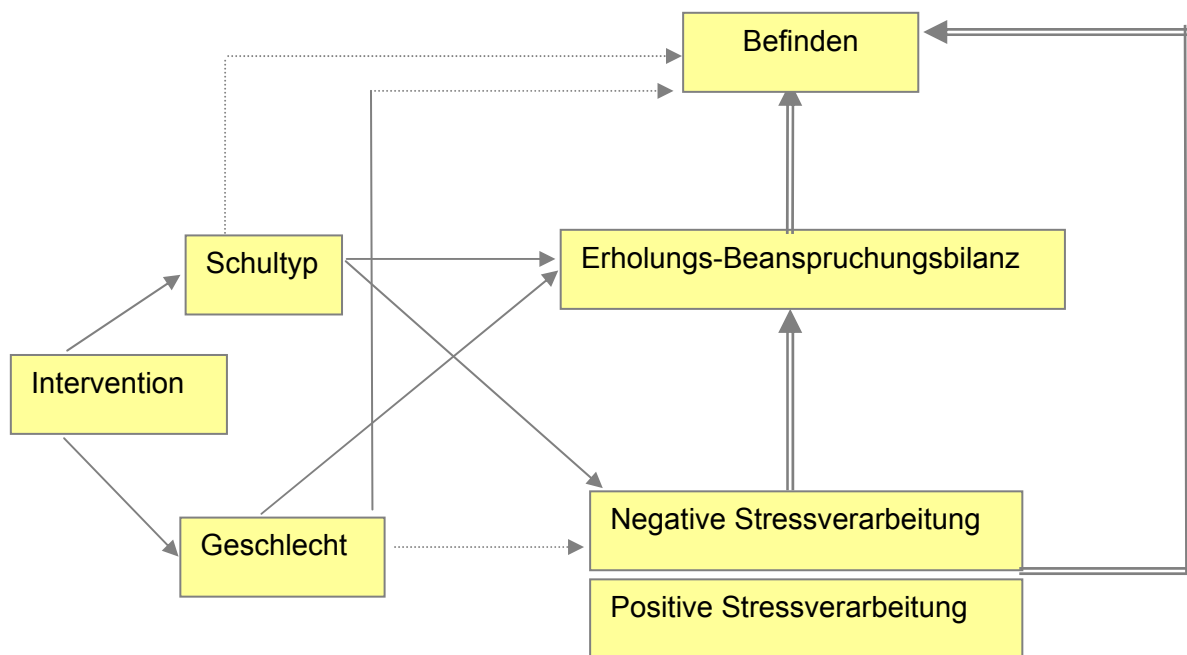 Befinden
Schultyp
Erholungs-Beanspruchungsbilanz
Intervention
Negative Stressverarbeitung
Geschlecht
Positive Stressverarbeitung